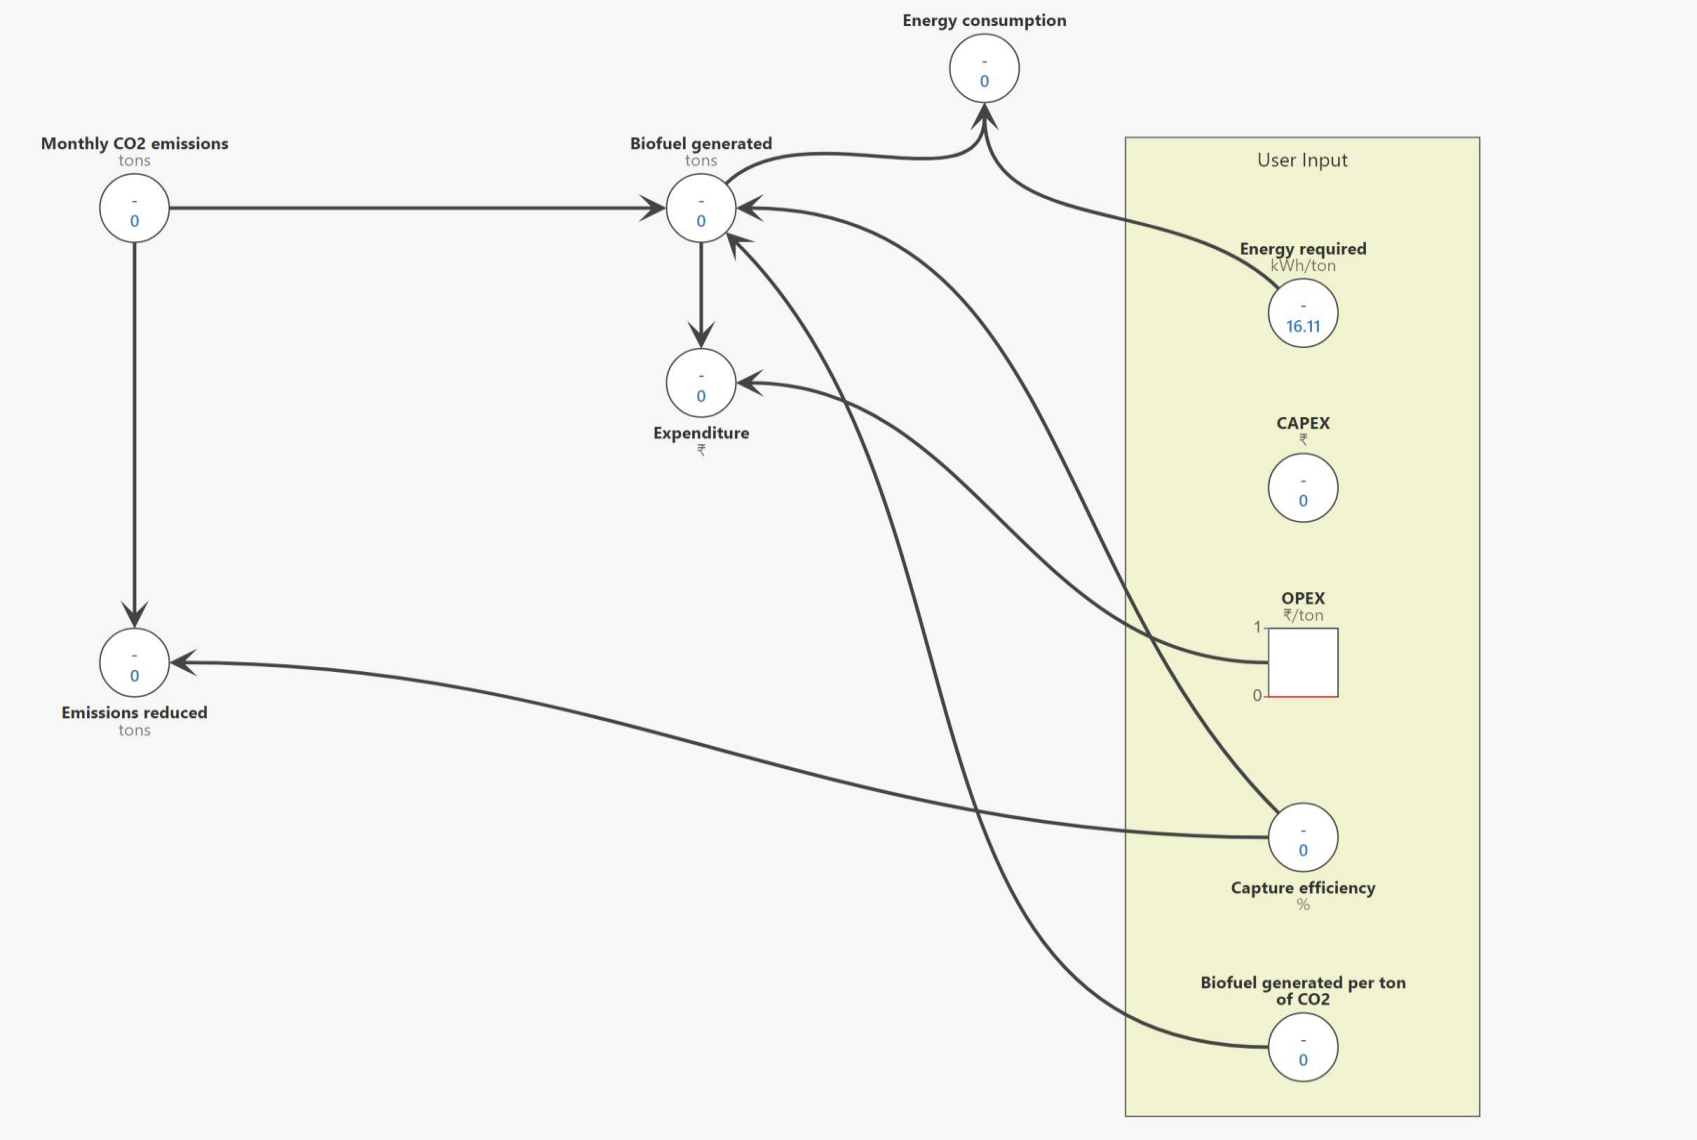 Energy consumption
-
0
Monthly CO2 emissions
tons
-
0
Biofuel generated
tons
-
0
-
0
Expenditure
₹
-
0
Emissions reduced
tons
User Input
Energy required
kWh/ton
-
16.11
CAPEX
₹
-
0
OPEX
₹/ton
1
0
-
0
Capture efficiency
%
Biofuel generated per ton
of CO2
-
0